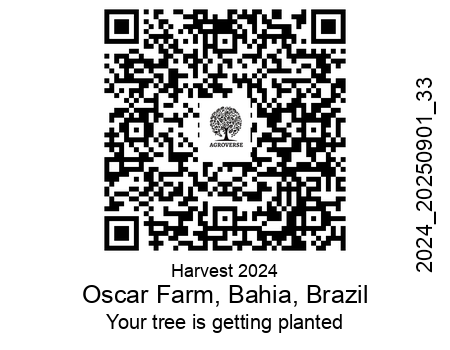 AGROVERSE
2024_20250901_33
Harvest 2024
Oscar Farm, Bahia, Brazil
Your tree is getting planted